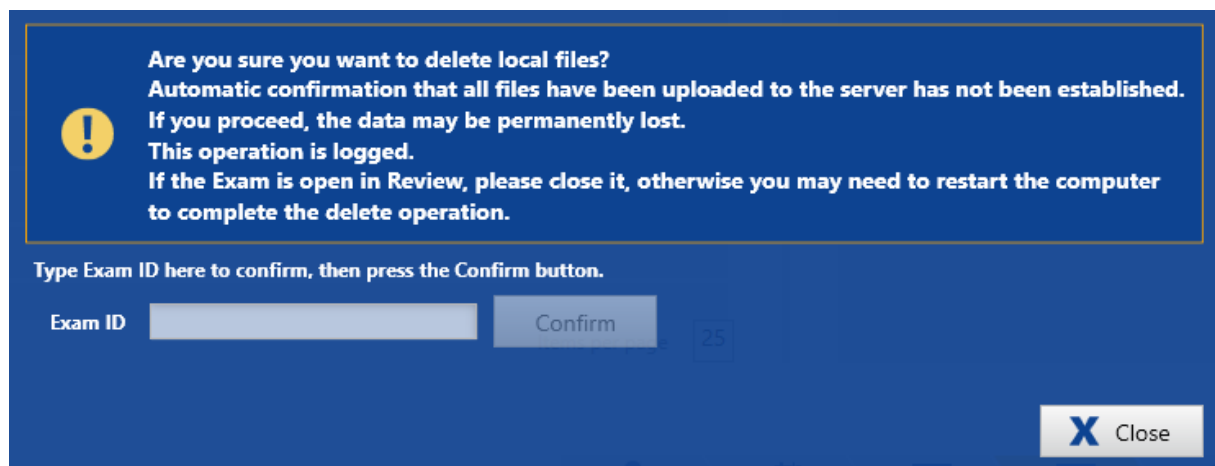 Are you sure you want to delete local files?
Automatic confirmation that all files have been uploaded to the server has not been established.
If you proceed, the data may be permanently lost.
This operation is logged.
If the Exam is open in Review, please close it, otherwise you may need to restart the computer
to complete the delete operation.
Type Exam ID here to confirm, then press the Confirm button.
Exam ID Confirm
per page 25
X Close